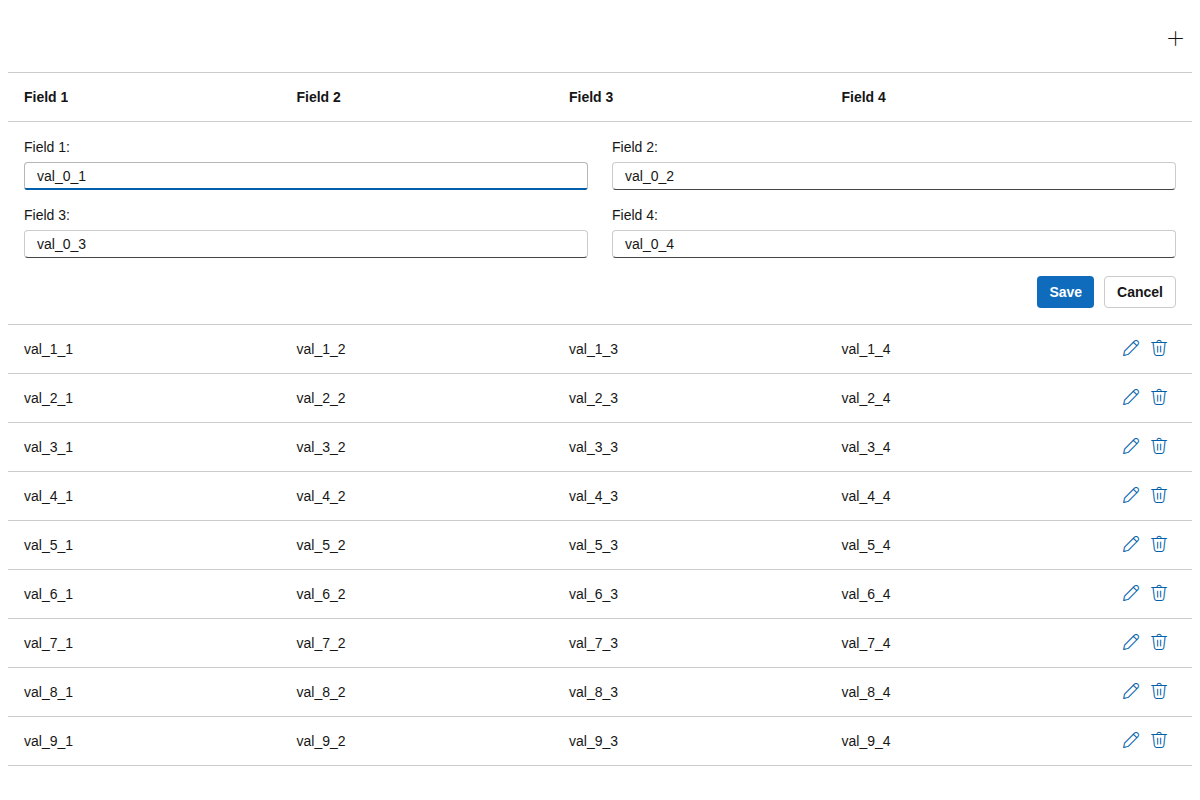 Field 1 Field 2 Field 3 Field 4
Field 1: Field 2:
val_0_1 val_0_2
Field 3: Field 4:
val_0_3 val_0_4
Save Cancel
val_1_1 val_1_2 val_1_3 val_1_4
val_2_1 val_2_2 val_2_3 val_2_4
val_3_1 val_3_2 val_3_3 val_3_4
val_4_1 val_4_2 val_4_3 val_4_4
val_5_1 val_5_2 val_5_3 val_5_4
val_6_1 val_6_2 val_6_3 val_6_4
val_7_1 val_7_2 val_7_3 val_7_4
val_8_1 val_8_2 val_8_3 val_8_4
val_9_1 val_9_2 val_9_3 val_9_4